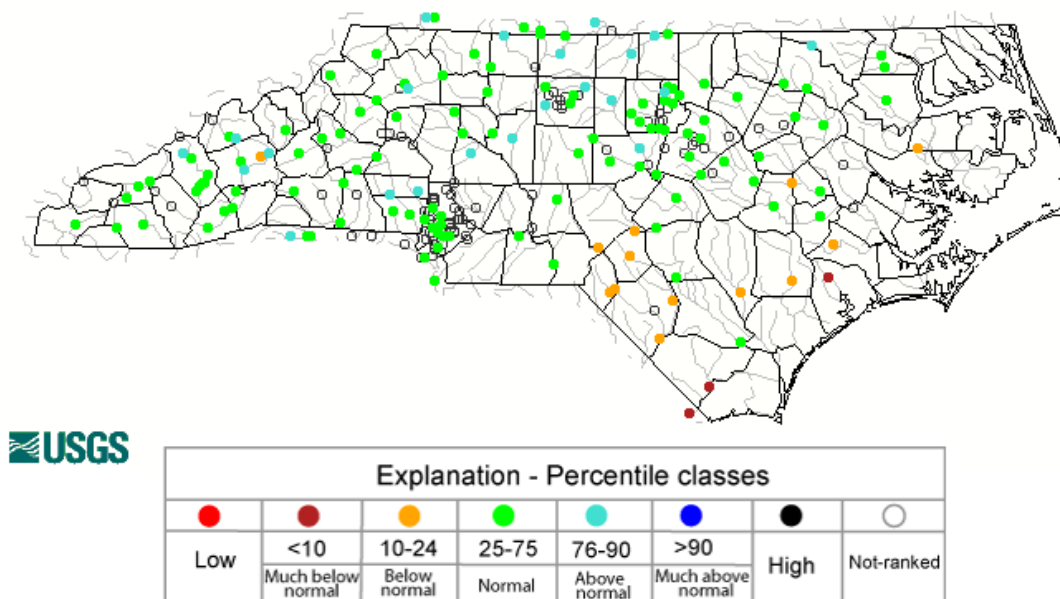 USGS
Explanation - Percentile classes
Low
<10
Much below
normal
10-24
Below
normal
25-75
Normal
76-90
Above
normal
>90
Much above
normal
High
Not-ranked